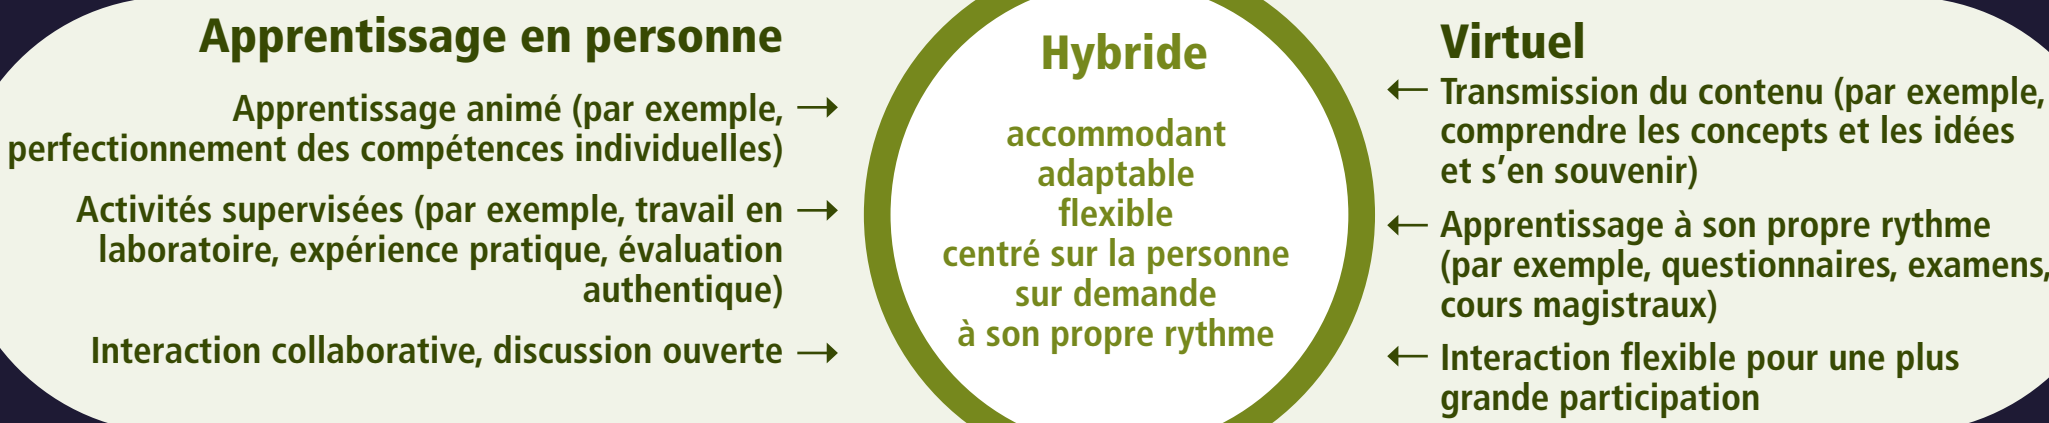 Apprentissage en personne
Apprentissage animé (par exemple, →
perfectionnement des compétences individuelles)
Activités supervisées (par exemple, travail en →
laboratoire, expérience pratique, évaluation
authentique)
Interaction collaborative, discussion ouverte →
Hybride
accommodant
adaptable
flexible
centré sur la personne
sur demande
à son propre rythme
Virtuel
← Transmission du contenu (par exemple,
comprendre les concepts et les idées
et s’en souvenir)
← Apprentissage à son propre rythme
(par exemple, questionnaires, examens,
cours magistraux)
← Interaction flexible pour une plus
grande participation